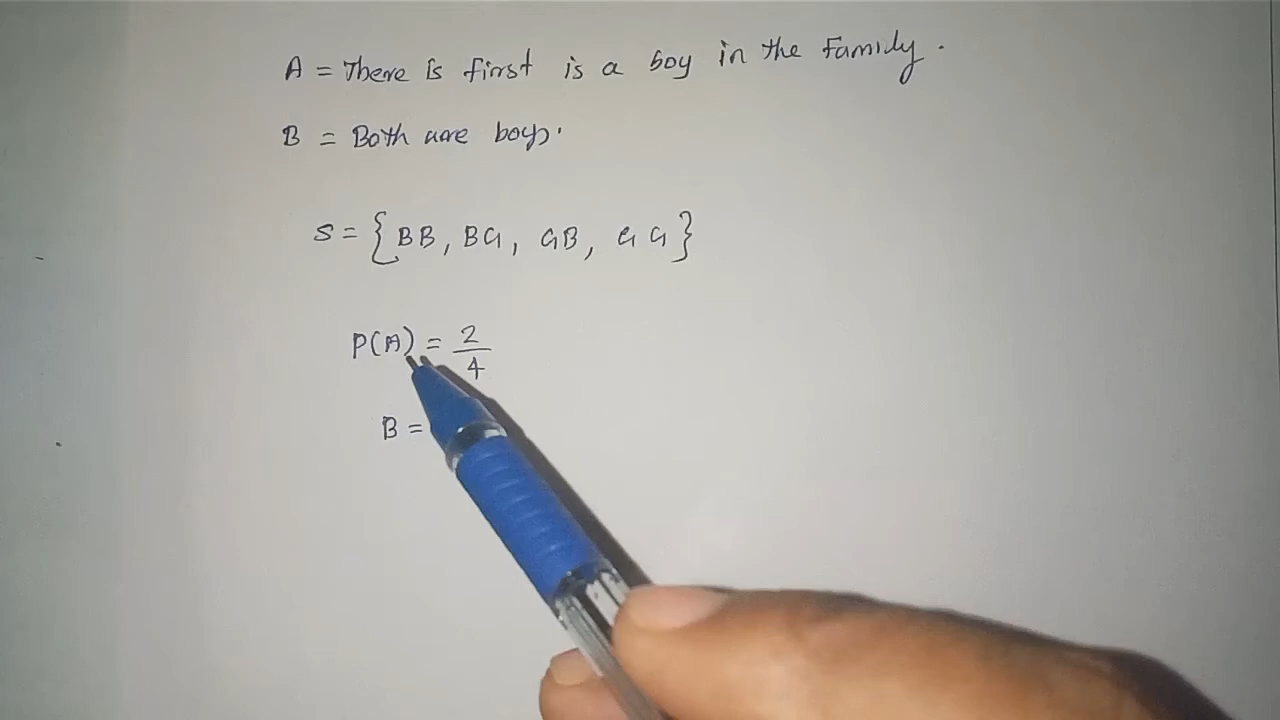 A = There is first is a boy in the Family.
B = Both are boys.
S = {BB, BG, GB, GG}
P(A) = 2/4
B =